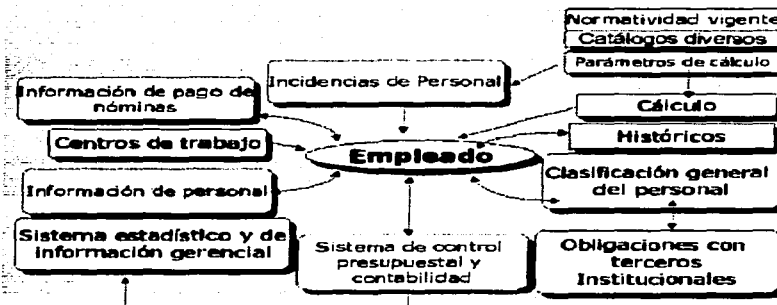 Normatividad vigente
Catálogos diversos
Parámetros de cálculo
Incidencias de Personal
Información de pago de
nóminas
Cálculo
Históricos
Centros de trabajo
Empleado
Clasificación general
del personal
Información de personal
Sistema estadístico y de
información gerencial
Sistema de control
presupuestal y
contabilidad
Obligaciones con
terceros
Institucionales